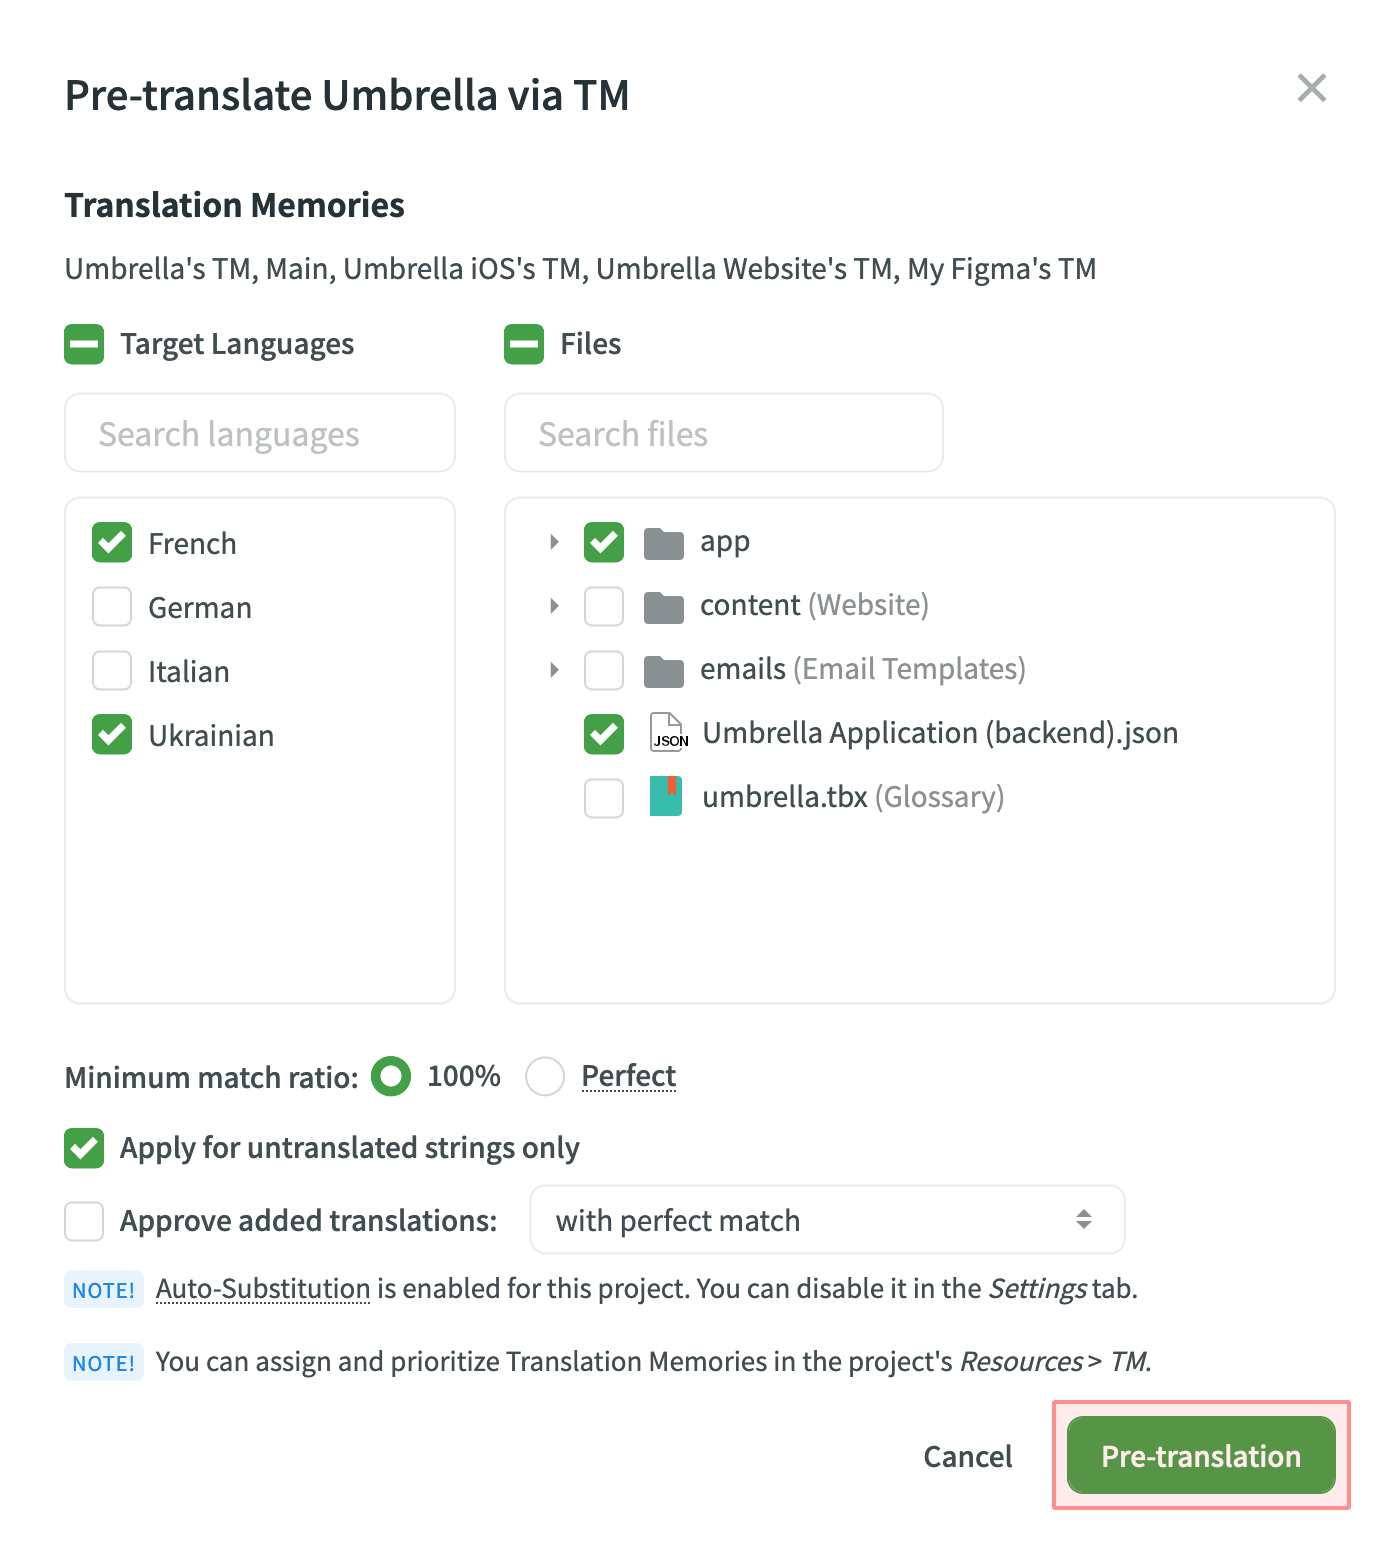 Pre-translate Umbrella via TM
Translation Memories
Umbrella's TM, Main, Umbrella iOS's TM, Umbrella Website's TM, My Figma's TM
Target Languages
Search languages
French
German
Italian
Ukrainian
Files
Search files
app
content (Website)
emails (Email Templates)
JSON Umbrella Application (backend).json
umbrella.tbx (Glossary)
Minimum match ratio: 100% Perfect
Apply for untranslated strings only
Approve added translations: with perfect match
NOTE! Auto-Substitution is enabled for this project. You can disable it in the Settings tab.
NOTE! You can assign and prioritize Translation Memories in the project's Resources > TM.
Cancel Pre-translation